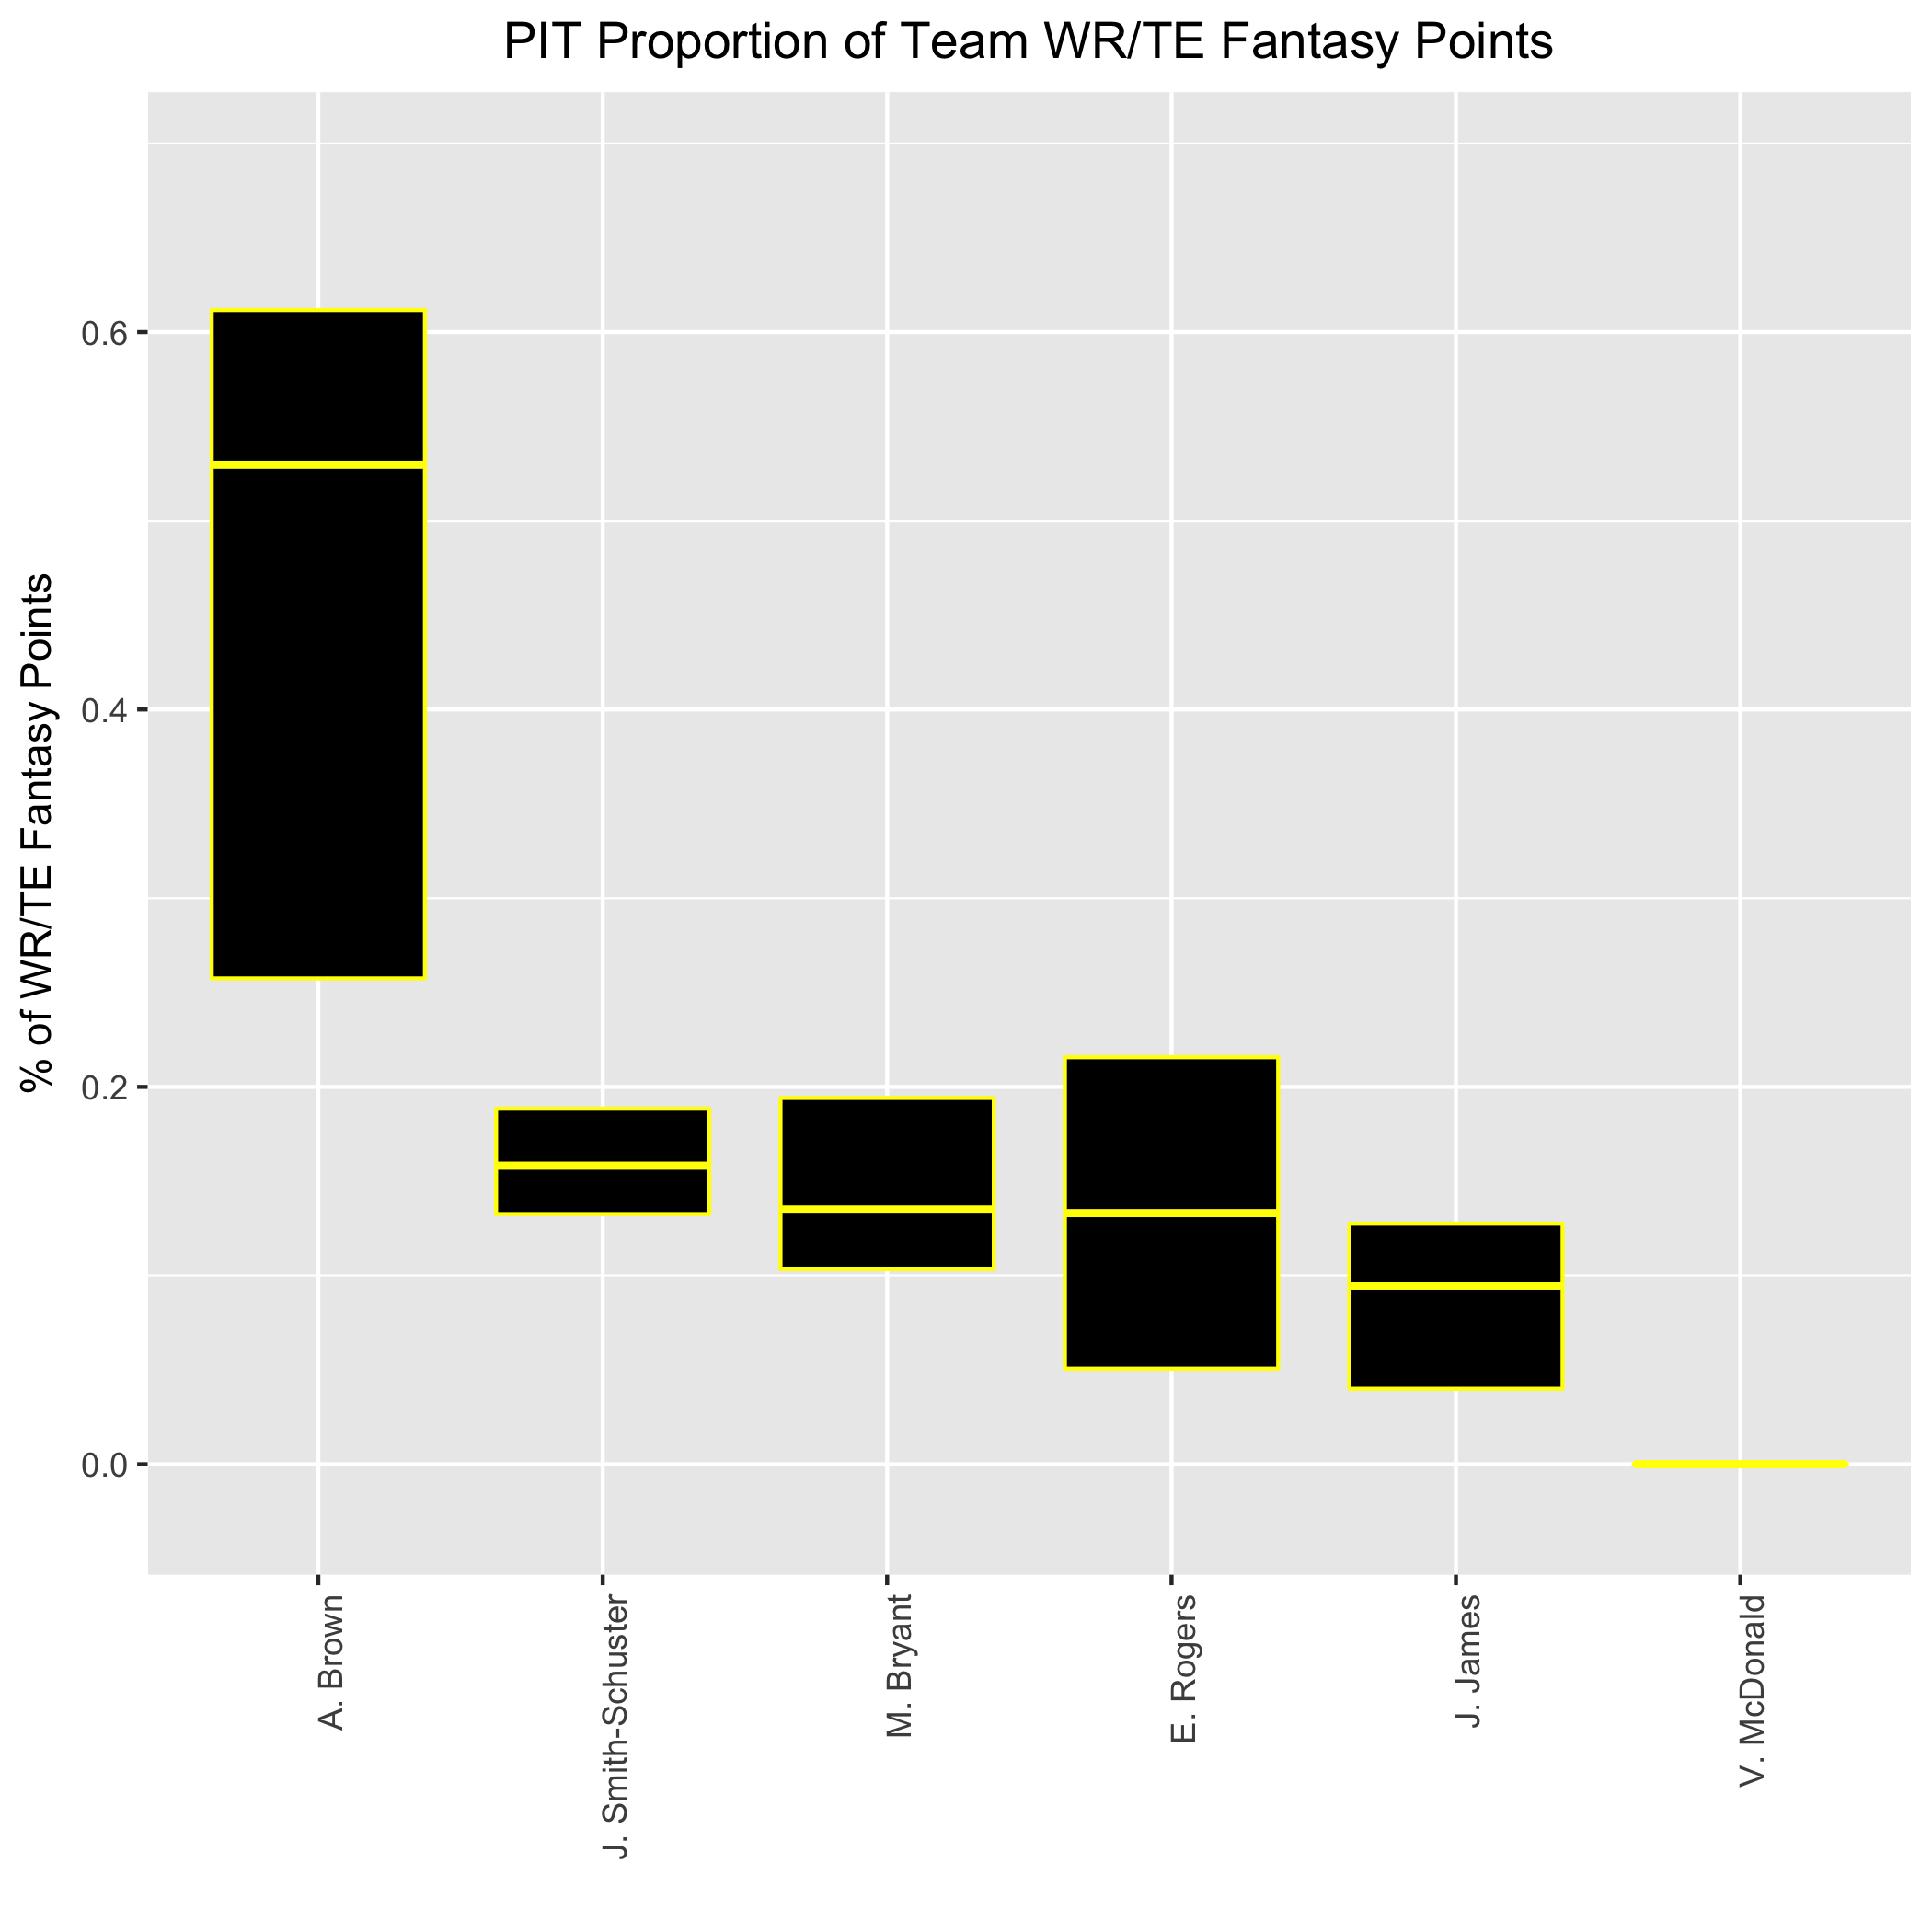 PIT Proportion of Team WR/TE Fantasy Points
% of WR/TE Fantasy Points
0.6
0.4
0.2
0.0
A. Brown
J. Smith-Schuster
M. Bryant
E. Rogers
J. James
V. McDonald